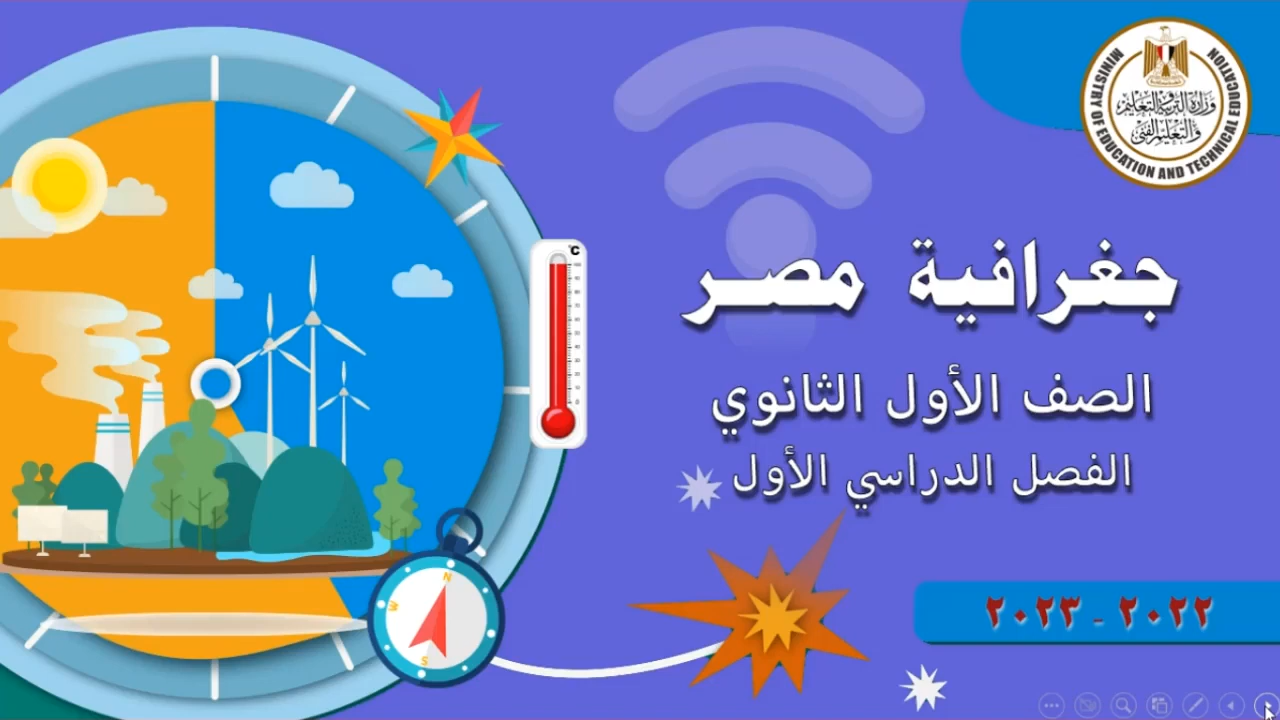 MINISTRY OF EDUCATION AND TECHNICAL EDUCATION
وزارة التربية والتعليم
والتعليم الفني
جغرافية مصر
الصف الأول الثانوي
الفصل الدراسي الأول
٢٠٢٢ - ٢٠٢٣
°C
N
S